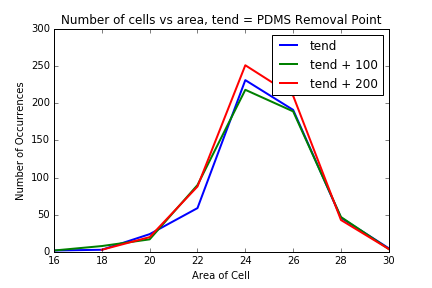 Number of cells vs area, tend = PDMS Removal Point
300
250
200
150
100
50
0
Number of Occurrences
tend
tend + 100
tend + 200
16 18 20 22 24 26 28 30
Area of Cell